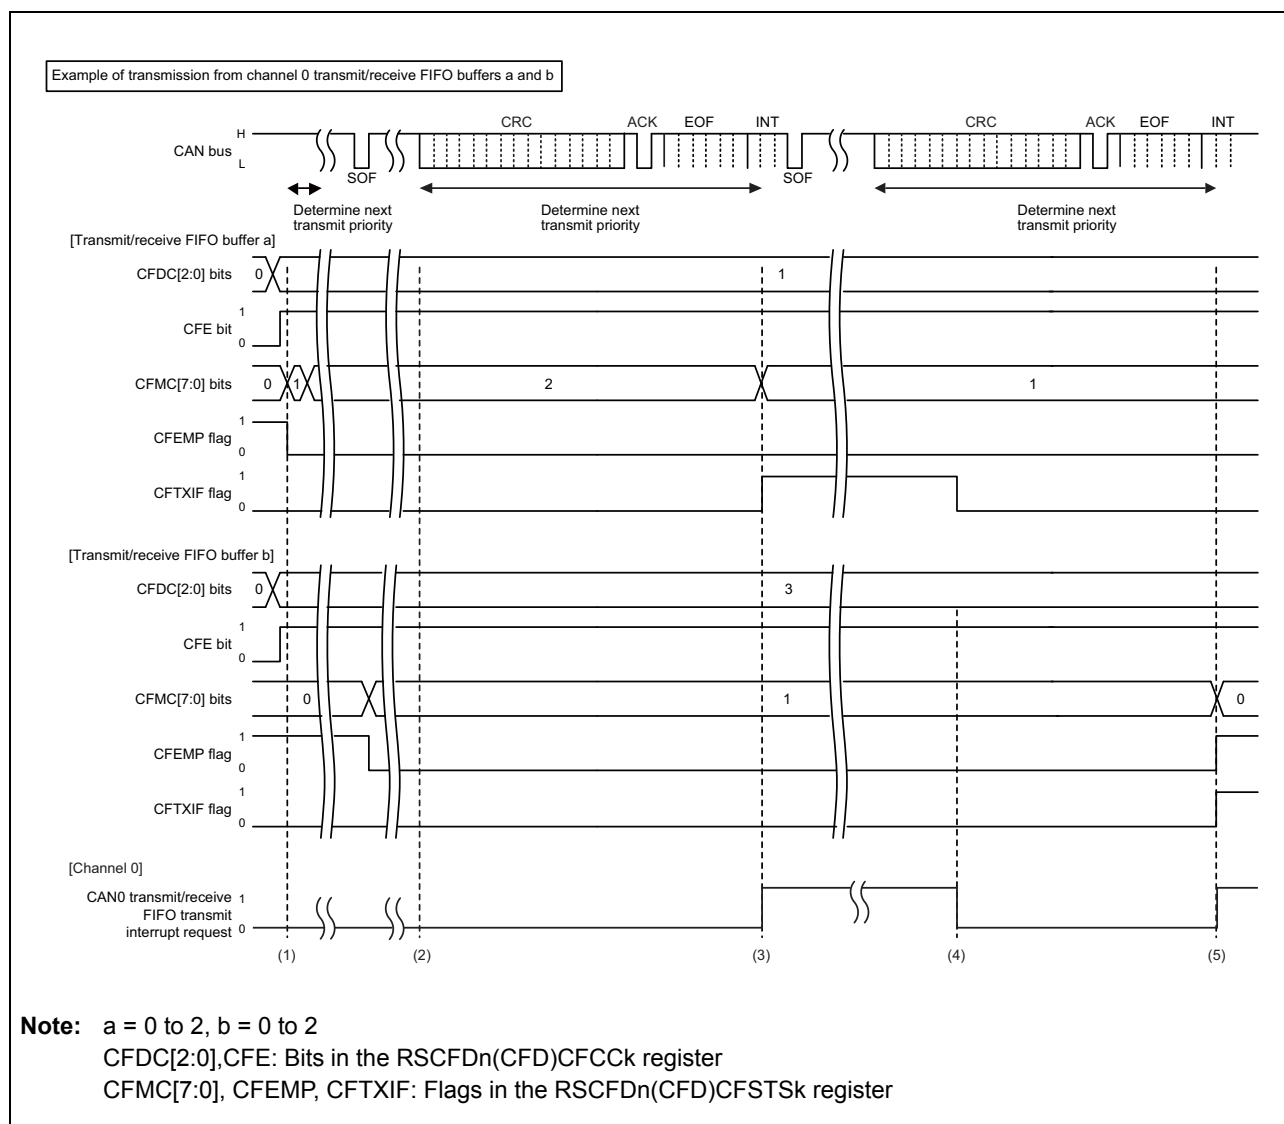 Example of transmission from channel 0 transmit/receive FIFO buffers a and b
CRC ACK EOF INT CRC ACK EOF INT
H
CAN bus
L
SOF SOF
Determine next transmit priority
Determine next transmit priority
Determine next transmit priority
[Transmit/receive FIFO buffer a]
CFDC[2:0] bits 0 1
1
CFE bit
0
CFMC[7:0] bits 0 1 2 1
1
CFEMP flag
0
1
CFTXIF flag
0
[Transmit/receive FIFO buffer b]
CFDC[2:0] bits 0 3
1
CFE bit
0
CFMC[7:0] bits 0 1 0
1
CFEMP flag
0
1
CFTXIF flag
0
[Channel 0]
CAN0 transmit/receive 1
FIFO transmit
interrupt request 0
(1) (2) (3) (4) (5)
Note: a = 0 to 2, b = 0 to 2
CFDC[2:0],CFE: Bits in the RSCFDn(CFD)CFCCk register
CFMC[7:0], CFEMP, CFTXIF: Flags in the RSCFDn(CFD)CFSTSk register